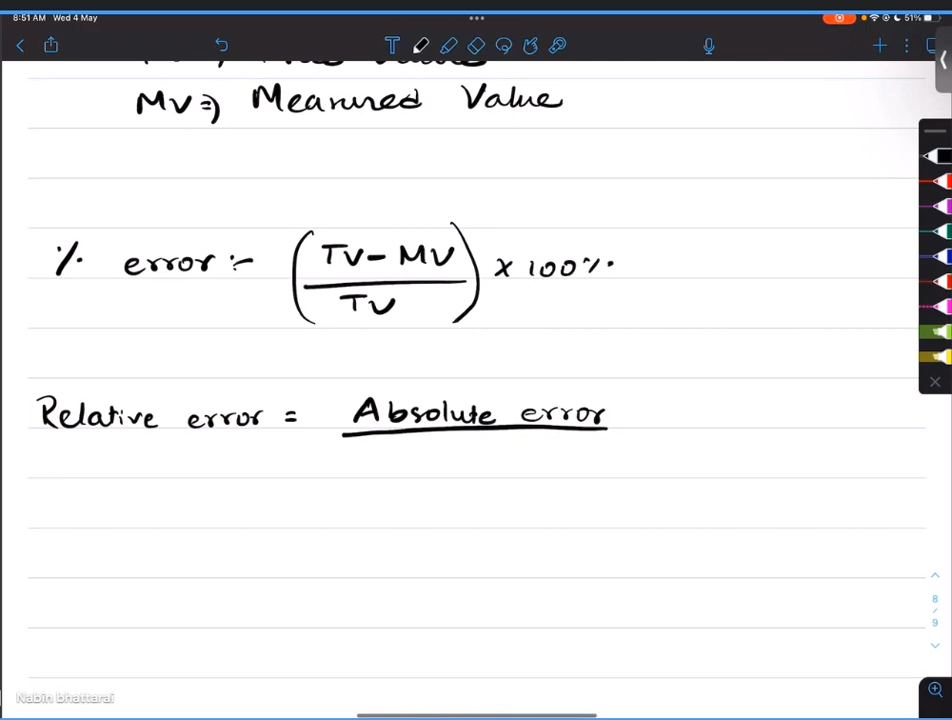 8:51 AM Wed 4 May
51%
MV ⇒ Measured Value
% error :- (TV - MV / TV) × 100%
Relative error = Absolute error
8
/
9
Nabin bhattarai